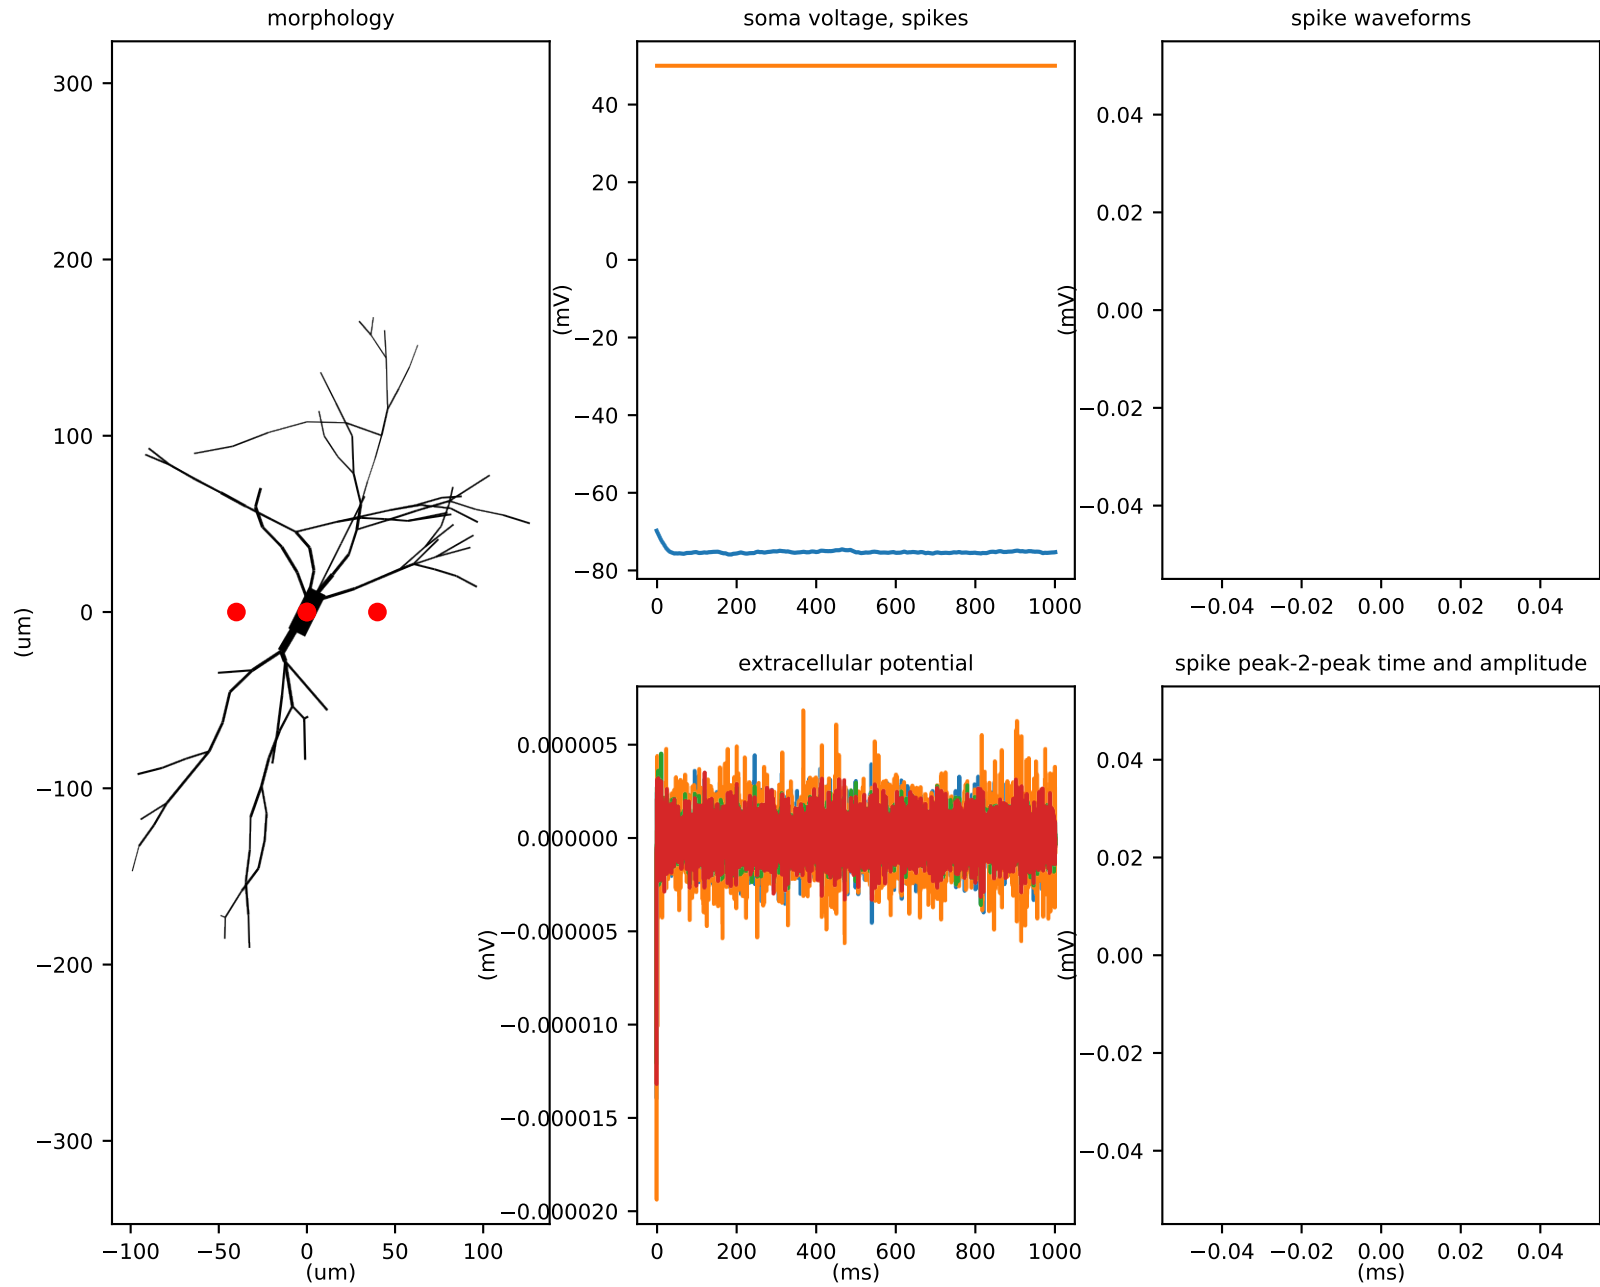 morphology
300
200
100
0
−100
−200
−300
(um)
−100 −50 0 50 100
(um)
soma voltage, spikes
40
20
0
−20
−40
−60
−80
(mV)
0 200 400 600 800 1000
spike waveforms
0.04
0.02
0.00
−0.02
−0.04
(mV)
−0.04 −0.02 0.00 0.02 0.04
extracellular potential
0.000005
0.000000
−0.000005
−0.000010
−0.000015
−0.000020
(mV)
0 200 400 600 800 1000
(ms)
spike peak-2-peak time and amplitude
0.04
0.02
0.00
−0.02
−0.04
(mV)
−0.04 −0.02 0.00 0.02 0.04
(ms)